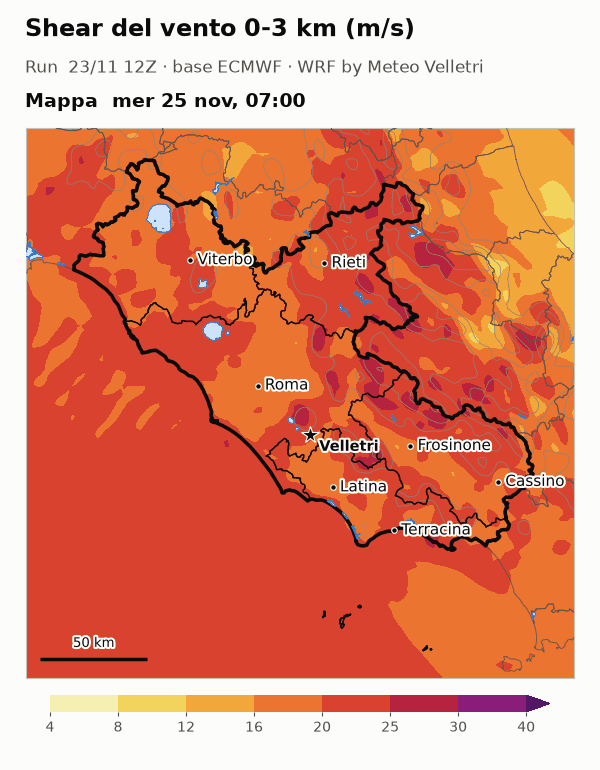 Shear del vento 0-3 km (m/s)
Run  23/11 12Z · base ECMWF · WRF by Meteo Velletri
Mappa  mer 25 nov, 07:00
Viterbo
Rieti
Roma
Velletri
Frosinone
Cassino
Latina
Terracina
50 km
4 8 12 16 20 25 30 40